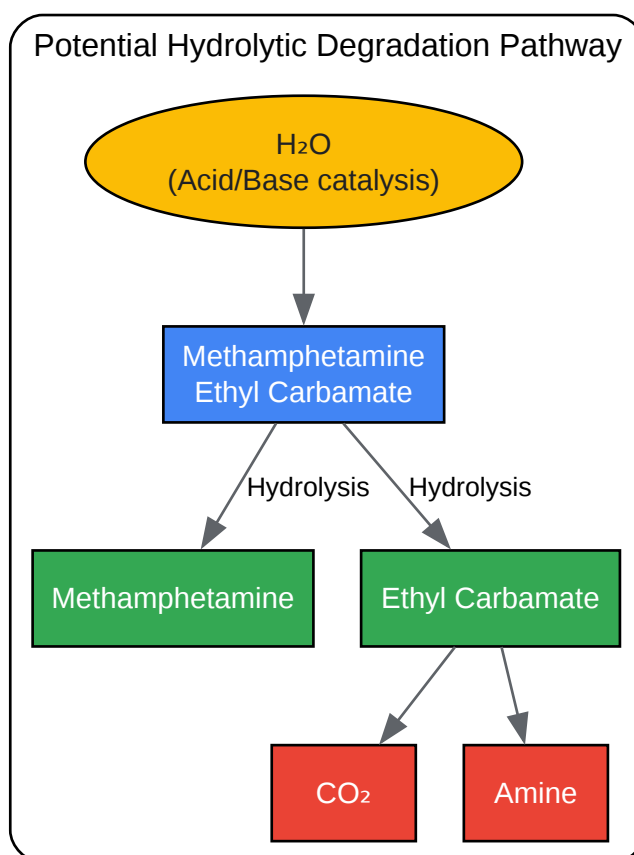 Potential Hydrolytic Degradation Pathway
H₂O
(Acid/Base catalysis)
Methamphetamine
Ethyl Carbamate
Hydrolysis
Hydrolysis
Methamphetamine
Ethyl Carbamate
CO₂
Amine